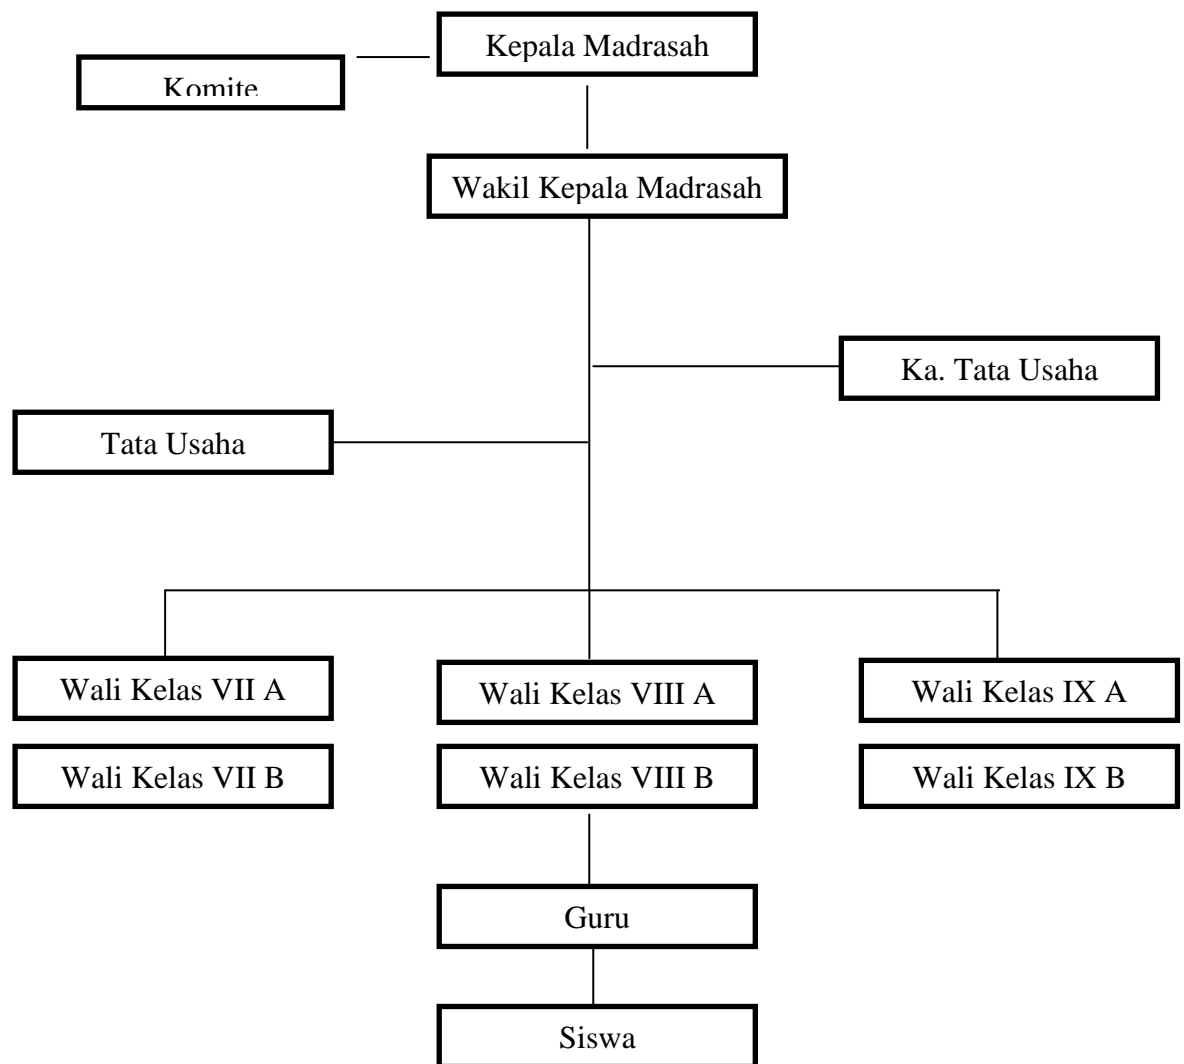 Kepala Madrasah
Komite
Wakil Kepala Madrasah
Ka. Tata Usaha
Tata Usaha
Wali Kelas VII A
Wali Kelas VIII A
Wali Kelas IX A
Wali Kelas VII B
Wali Kelas VIII B
Wali Kelas IX B
Guru
Siswa